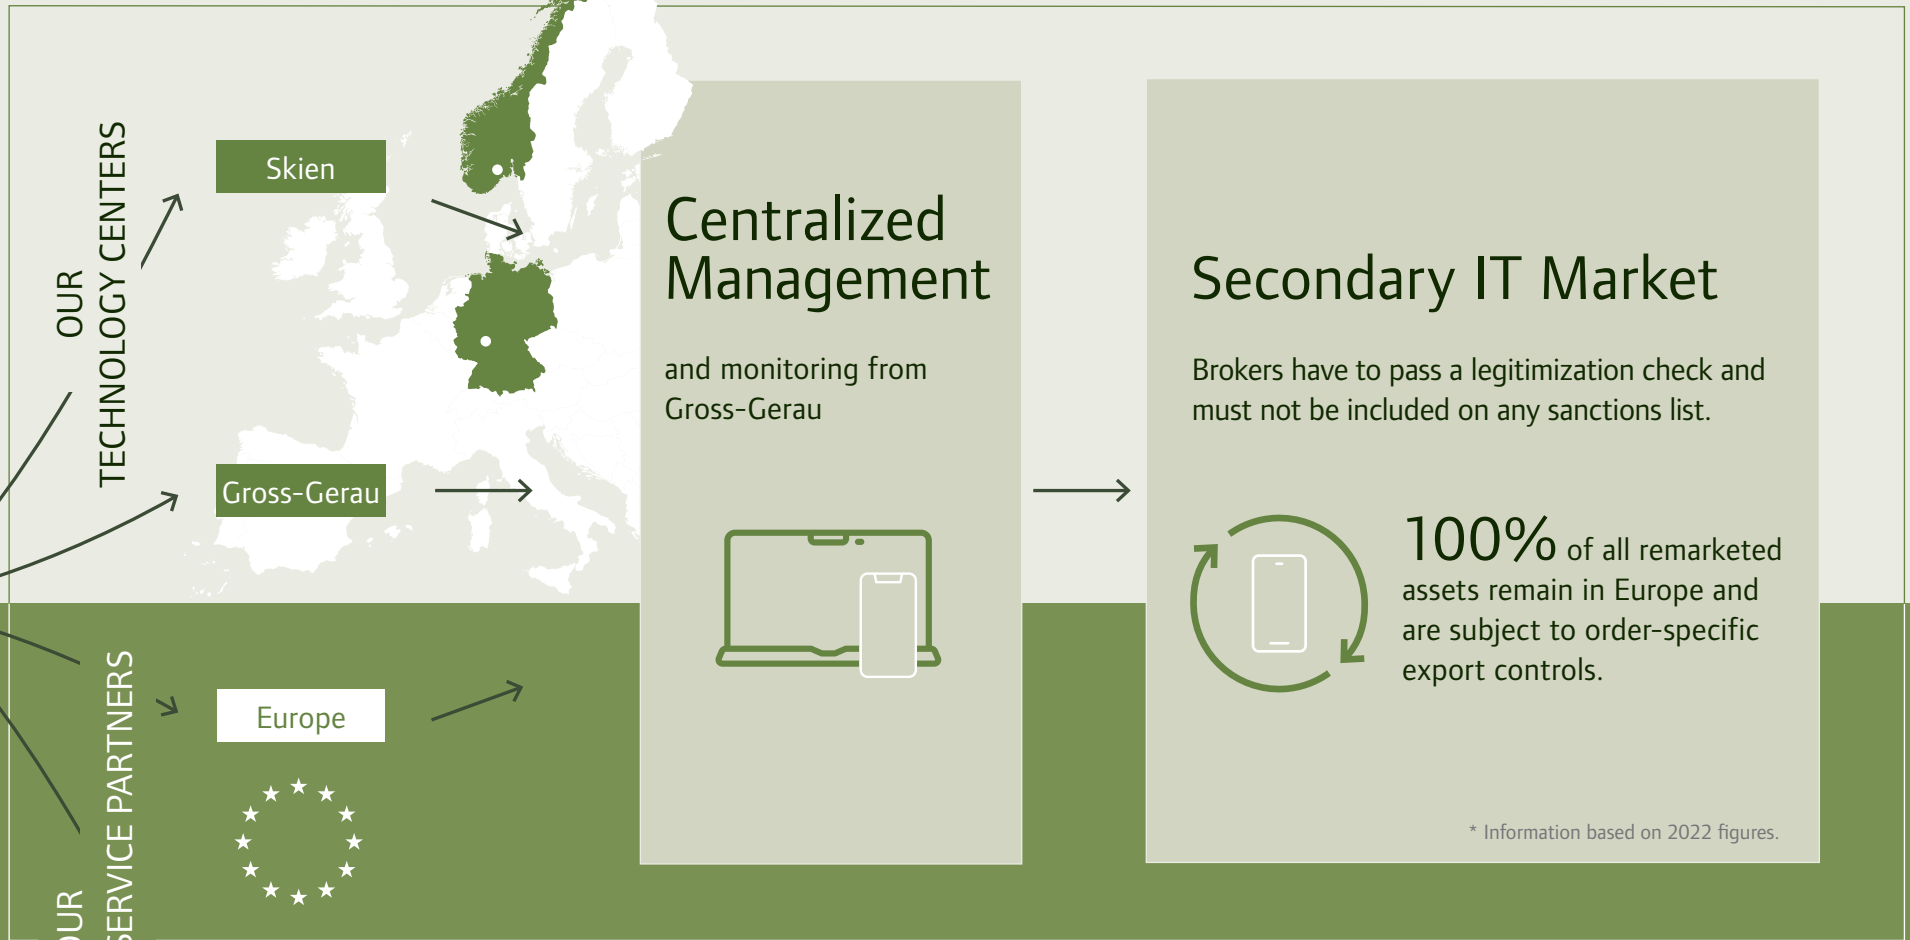 OUR
TECHNOLOGY CENTERS
Skien
Gross-Gerau
OUR
SERVICE PARTNERS
Europe
Centralized
Management
and monitoring from
Gross-Gerau
Secondary IT Market
Brokers have to pass a legitimization check and
must not be included on any sanctions list.
100% of all remarketed
assets remain in Europe and
are subject to order-specific
export controls.
* Information based on 2022 figures.